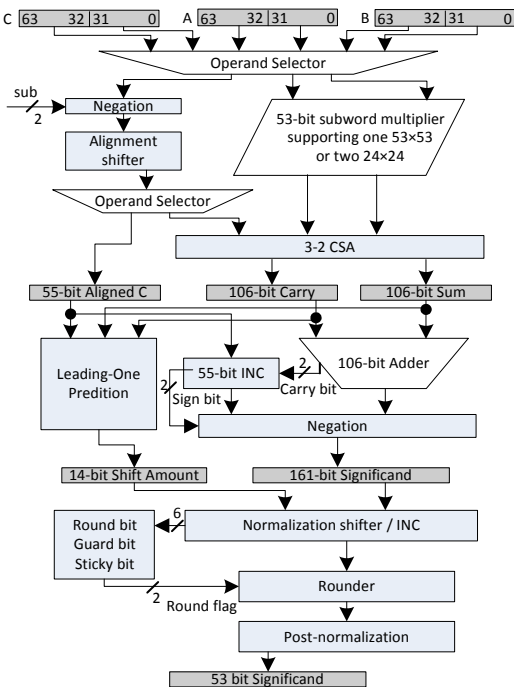 C 63 32 31 0 A 63 32 31 0 B 63 32 31 0
Operand Selector
sub
2
Negation
Alignment
shifter
53-bit subword multiplier
supporting one 53×53
or two 24×24
Operand Selector
3-2 CSA
55-bit Aligned C
106-bit Carry
106-bit Sum
Leading-One
Predition
55-bit INC
2
Carry bit
106-bit Adder
2
Sign bit
Negation
14-bit Shift Amount
161-bit Significand
Round bit
Guard bit
Sticky bit
6
Normalization shifter / INC
2
Round flag
Rounder
Post-normalization
53 bit Significand